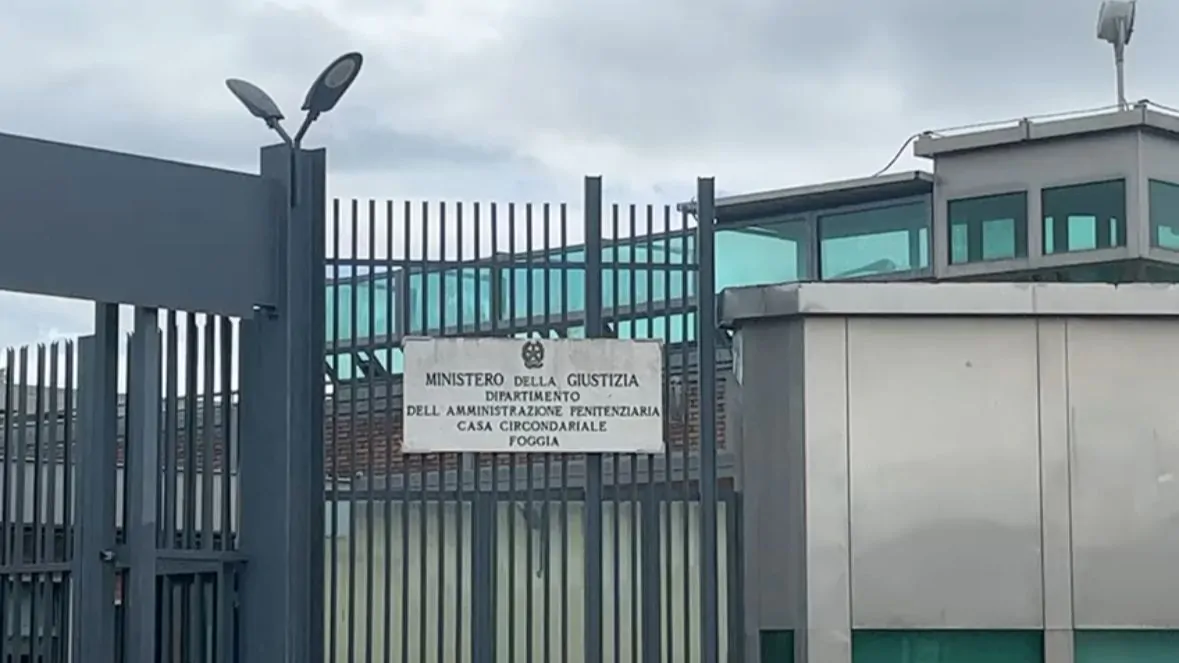 MINISTERO DELLA GIUSTIZIA
DIPARTIMENTO
DELL AMMINISTRAZIONE PENITENZIARIA
CASA CIRCONDARIALE
FOGGIA